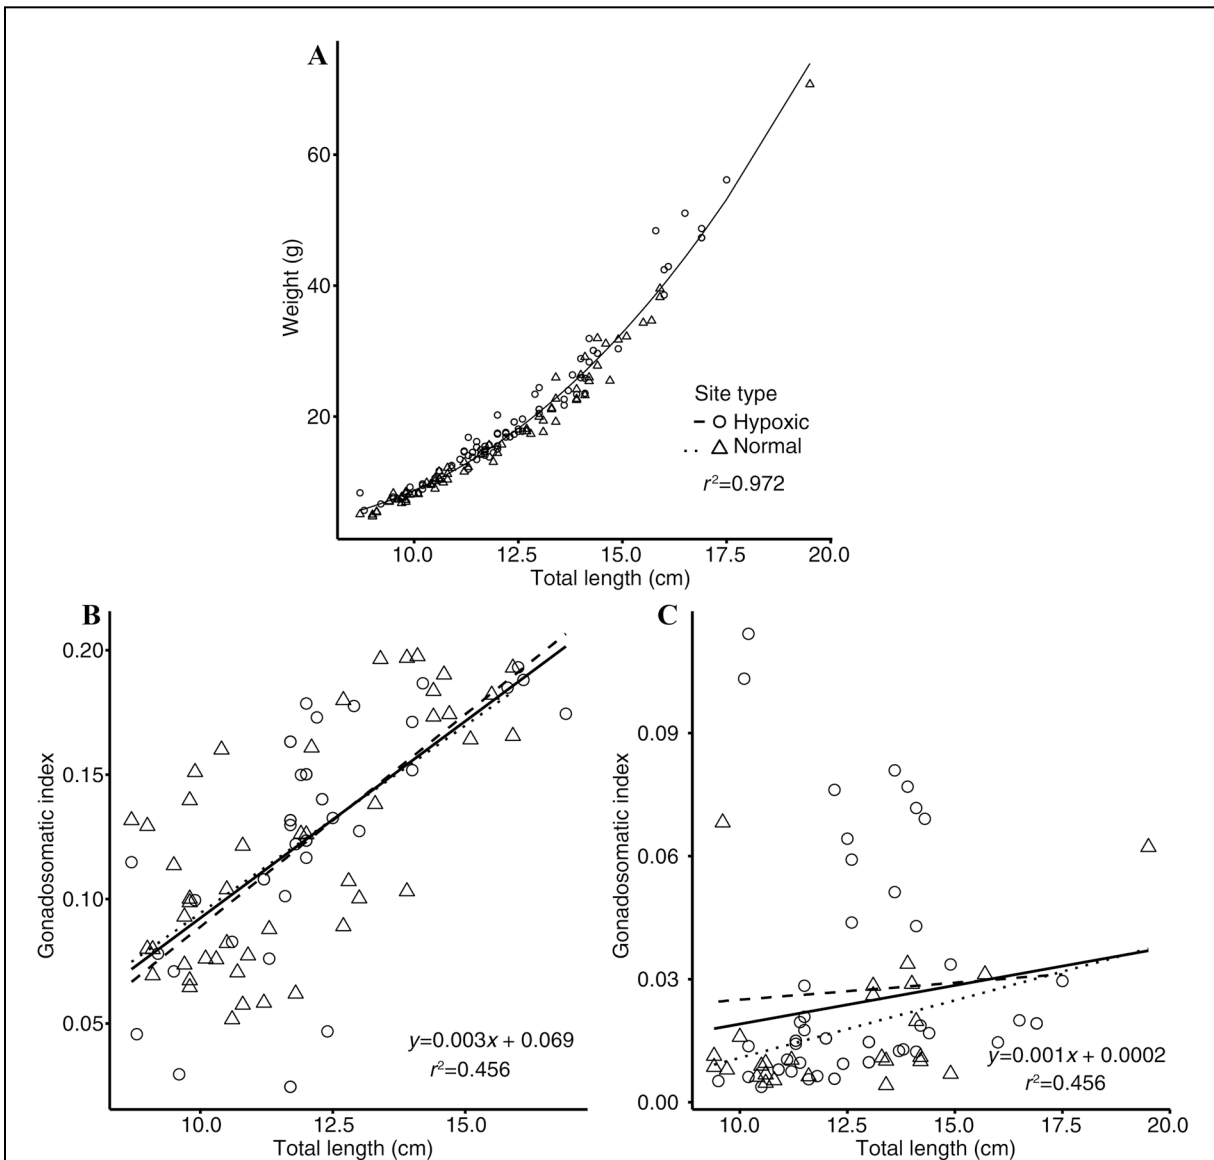 A
60
40
20
Weight (g)
Site type
Hypoxic
Normal
r²=0.972
10.0 12.5 15.0 17.5 20.0
Total length (cm)
B
0.20
0.15
0.10
0.05
Gonadosomatic index
y=0.003x + 0.069
r²=0.456
10.0 12.5 15.0
Total length (cm)
C
0.09
0.06
0.03
0.00
Gonadosomatic index
y=0.001x + 0.0002
r²=0.456
10.0 12.5 15.0 17.5 20.0
Total length (cm)